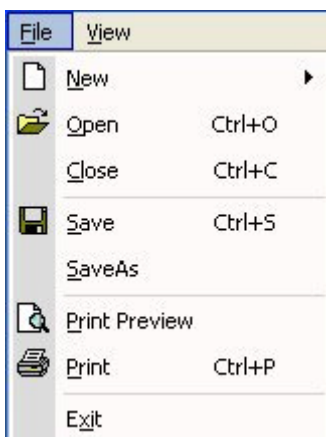 File View
New
Open Ctrl+O
Close Ctrl+C
Save Ctrl+S
SaveAs
Print Preview
Print Ctrl+P
Exit